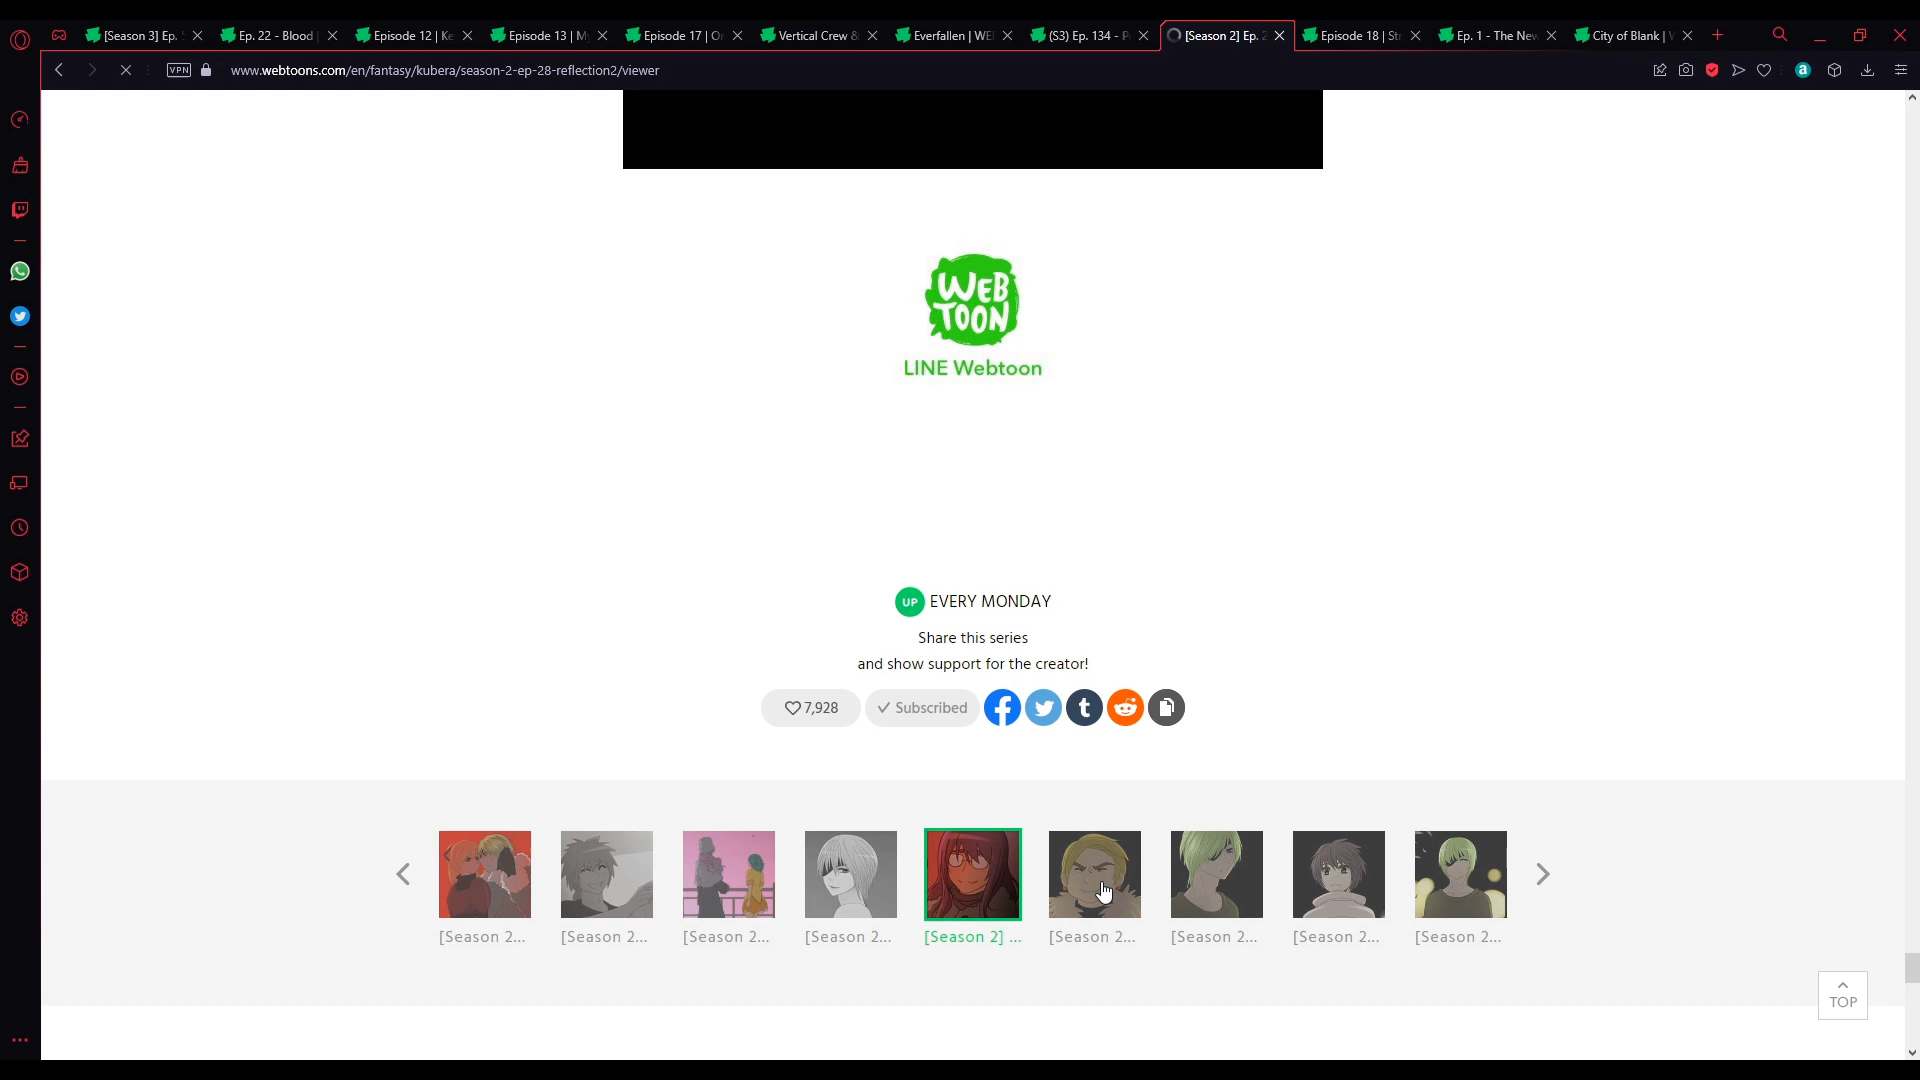 [Season 3] Ep.
Ep. 22 - Blood
Episode 12 | Ke
Episode 13 | M
Episode 17 | Or
Vertical Crew &
Everfallen | WE
(S3) Ep. 134 - P
[Season 2] Ep. 2
Episode 18 | St
Ep. 1 - The New
City of Blank |
VPN
www.webtoons.com/en/fantasy/kubera/season-2-ep-28-reflection2/viewer
a
WEB
TOON
LINE Webtoon
UP EVERY MONDAY
Share this series
and show support for the creator!
7,928
Subscribed
[Season 2...
[Season 2...
[Season 2...
[Season 2...
[Season 2] ...
[Season 2...
[Season 2...
[Season 2...
[Season 2...
TOP